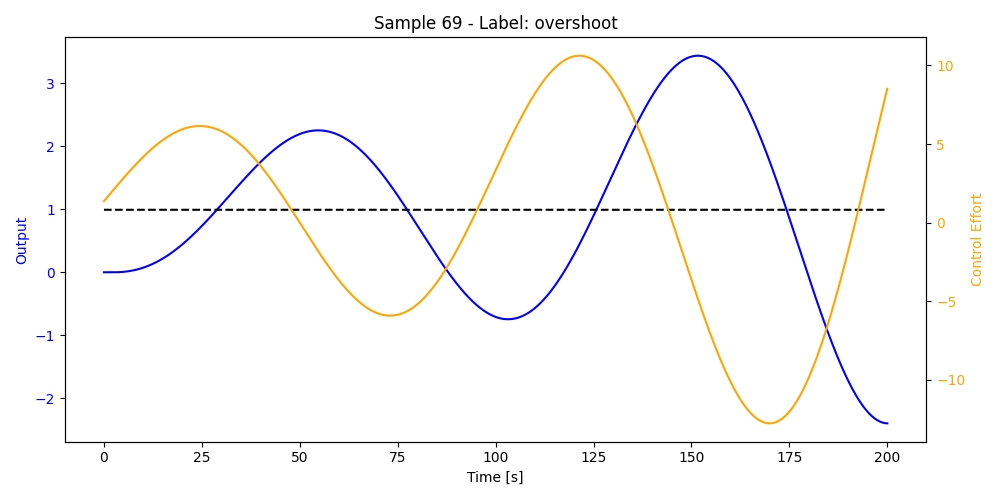 Sample 69 - Label: overshoot
Output
3
2
1
0
−1
−2
10
5
0
−5
−10
Control Effort
0 25 50 75 100 125 150 175 200
Time [s]